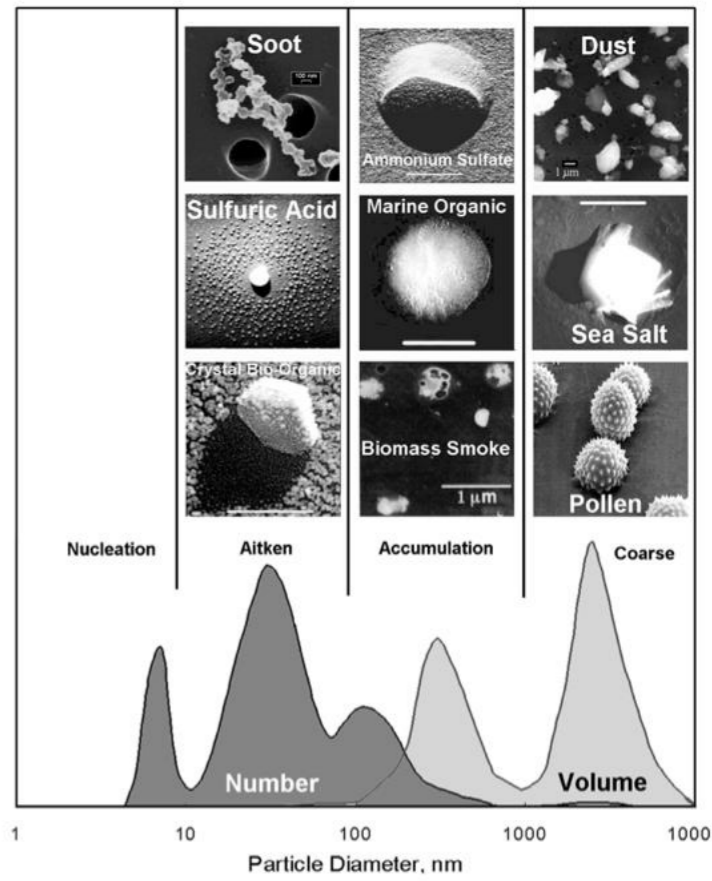 Soot
100 nm
Ammonium Sulfate
Dust
1 μm
Sulfuric Acid
Marine Organic
Sea Salt
Crystal Bio-Organic
Biomass Smoke
1 μm
Pollen
Nucleation
Aitken
Accumulation
Coarse
Number
Volume
1
10
100
1000
1000
Particle Diameter, nm